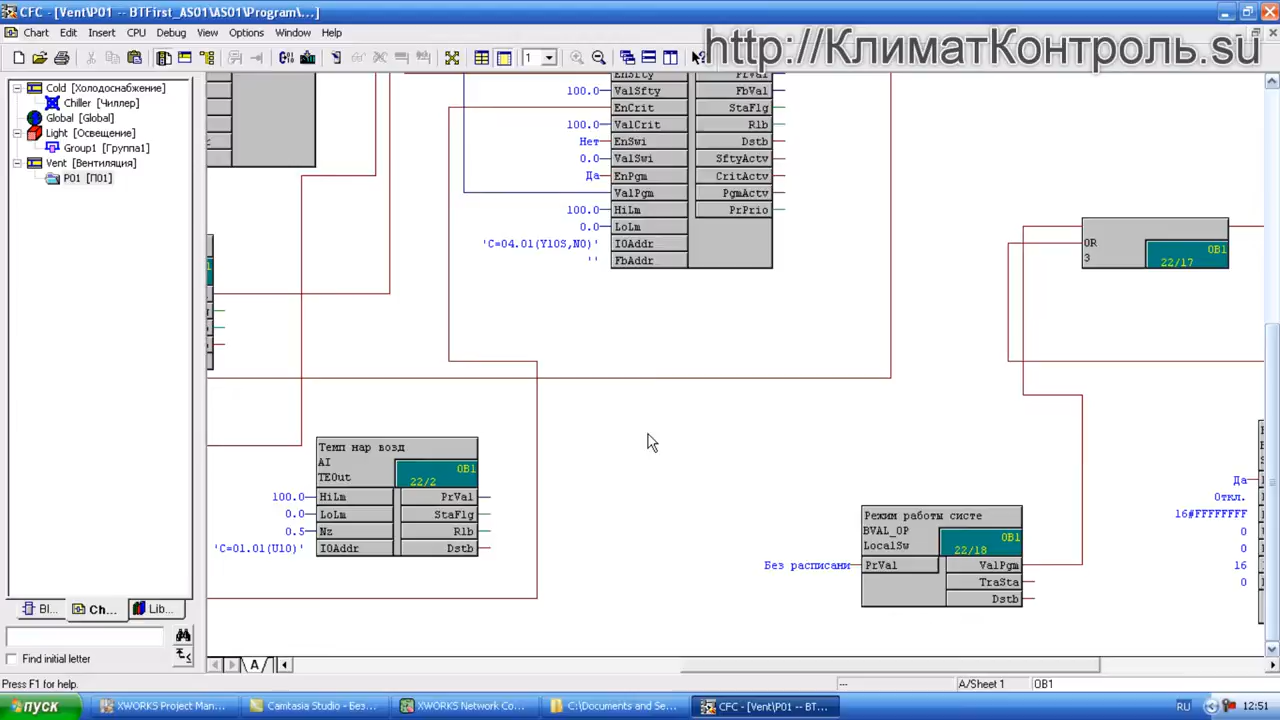 CFC - [Vent\P01 -- BTFirst_AS01\AS01\Program\...]
Chart Edit Insert CPU Debug View Options Window Help
http://КлиматКонтроль.su
1
Cold [Холодоснабжение]
Chiller [Чиллер]
Global [Global]
Light [Освещение]
Group1 [Группа1]
Vent [Вентиляция]
P01 [П01]
EnSfty PrVal
100.0 ValSfty FbVal
EnCrit StaFlg
100.0 ValCrit Rlb
Нет EnSwi Dstb
0.0 ValSwi SftyActv
Да EnPgm CritActv
ValPgm PgmActv
100.0 HiLm PrPrio
0.0 LoLm
'C=04.01(Y10S,NO)' IOAddr
'' FbAddr
OR
3
OB1
22/17
Темп нар возд
AI
TEOut
OB1
22/2
100.0 HiLm PrVal
0.0 LoLm StaFlg
0.5 Nz Rlb
'C=01.01(U10)' IOAddr Dstb
Режим работы систе
BVAL_OP
LocalSw
OB1
22/18
Без расписани PrVal ValPgm
TraSta
Dstb
Да
Откл.
16#FFFFFFFF
0
0
16
0
Bl... Ch... Lib...
Find initial letter
A
Press F1 for help.
--- A/Sheet 1 OB1
пуск XWORKS Project Man... Camtasia Studio - Без... XWORKS Network Co... C:\Documents and Se... CFC - [Vent\P01 -- BT... RU 12:51